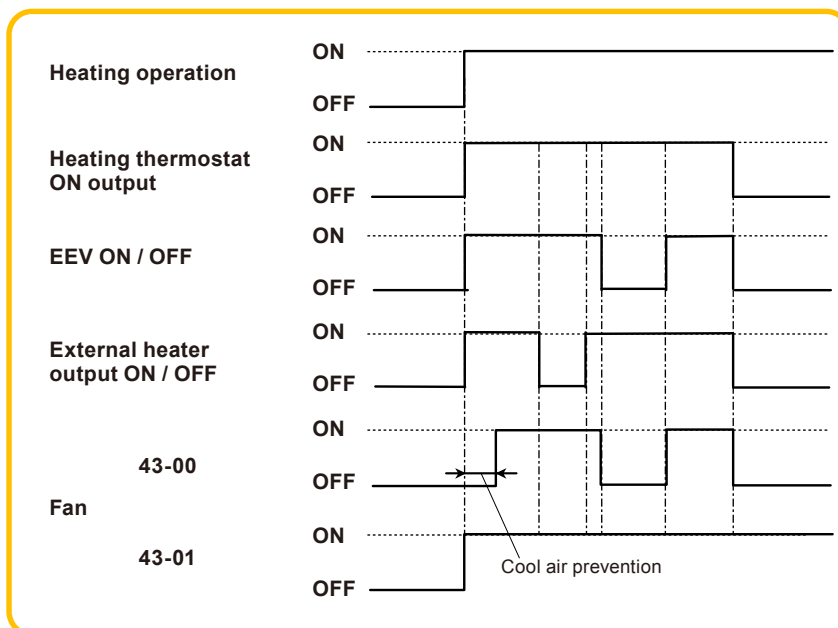 Heating operation
ON
OFF
Heating thermostat
ON output
ON
OFF
EEV ON / OFF
ON
OFF
External heater
output ON / OFF
ON
OFF
Fan
43-00
ON
OFF
43-01
ON
OFF
Cool air prevention